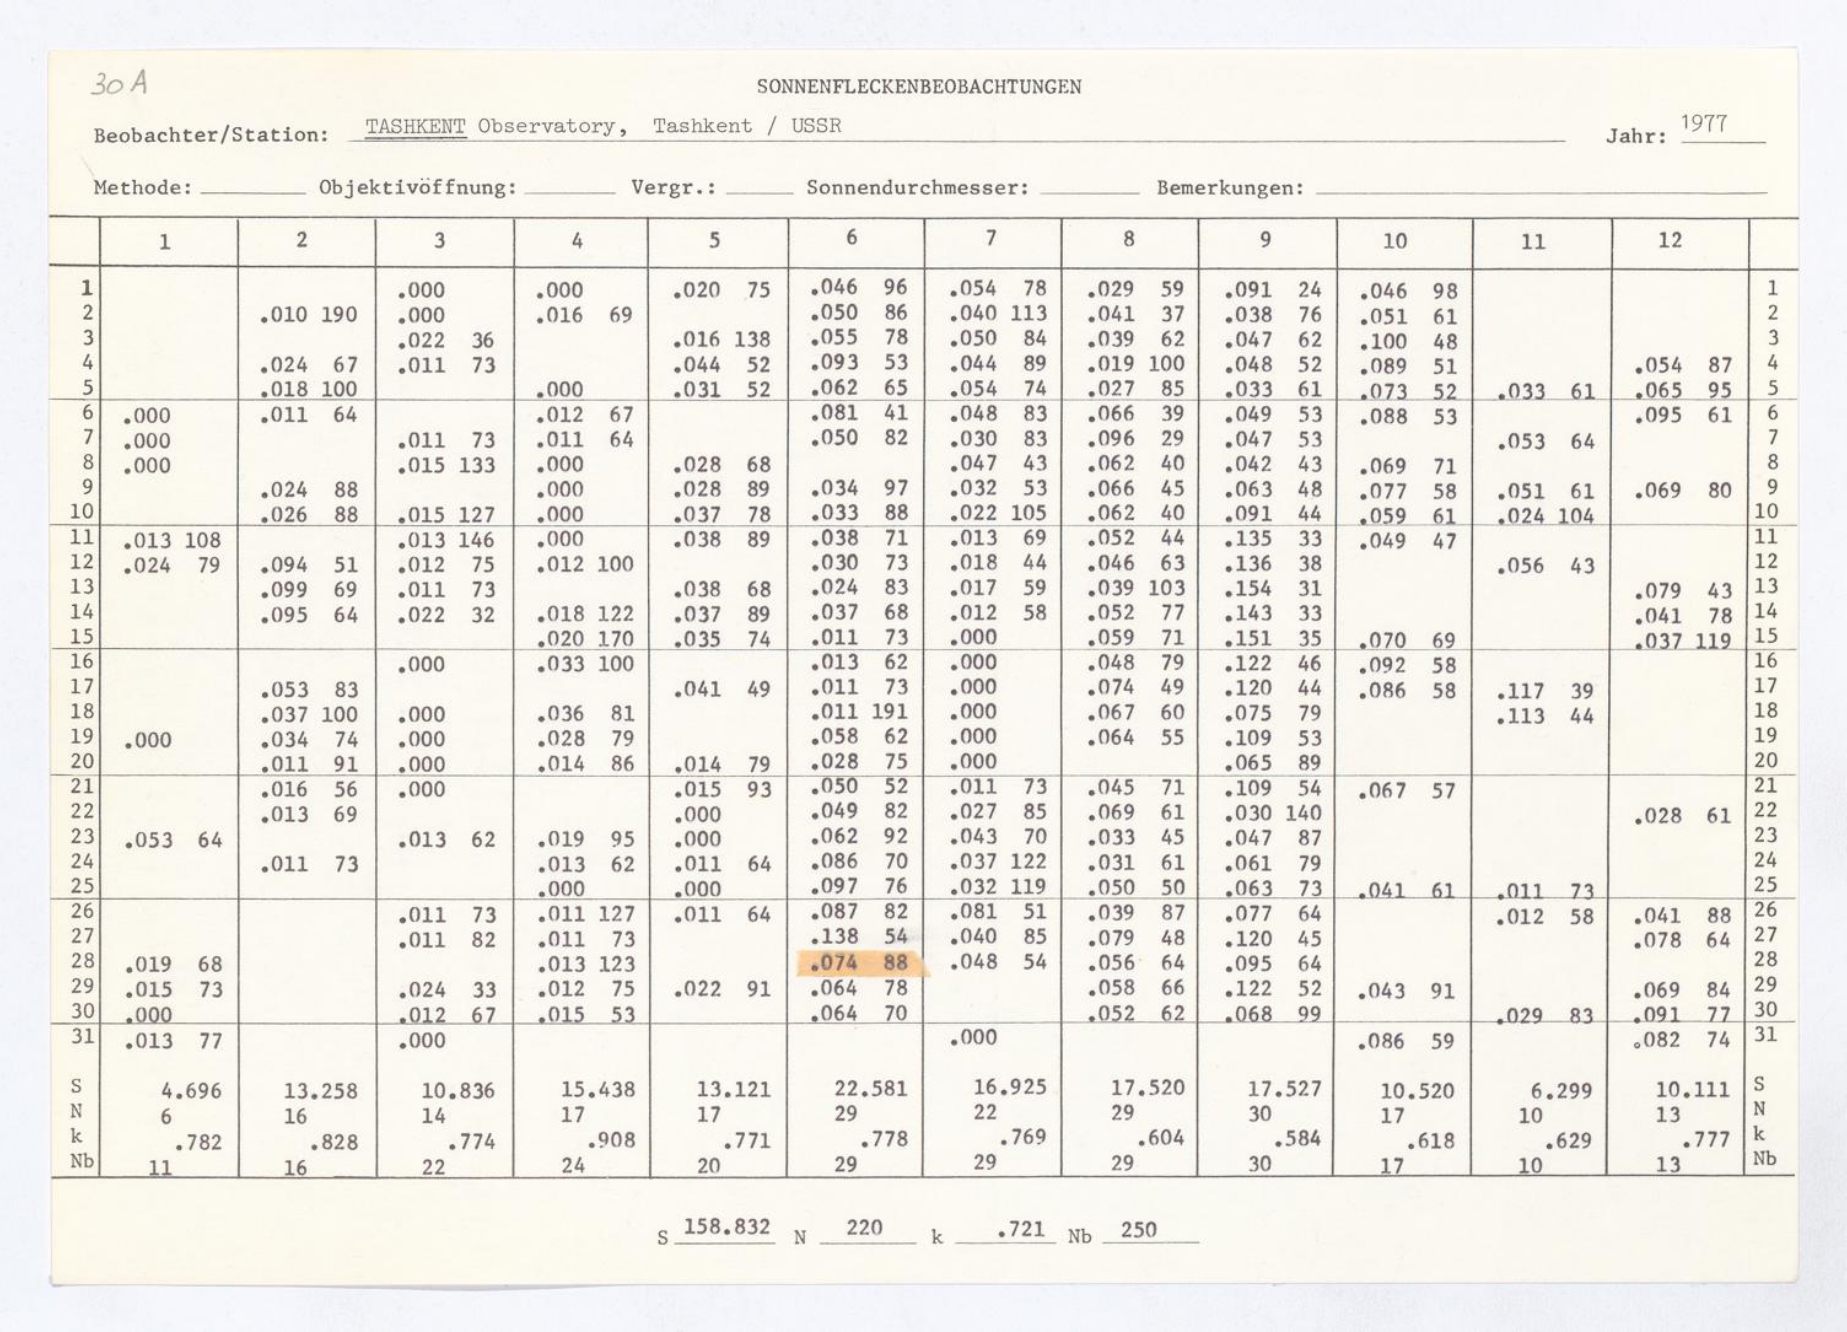 30 A
SONNENFLECKENBEOBACHTUNGEN
Beobachter/Station: TASHKENT Observatory, Tashkent / USSR Jahr: 1977
Methode: Objektivöffnung: Vergr.: Sonnendurchmesser: Bemerkungen:
1 2 3 4 5 6 7 8 9 10 11 12
1 .000 .000 .020 75 .046 96 .054 78 .029 59 .091 24 .046 98 1
2 .010 190 .000 .016 69 .050 86 .040 113 .041 37 .038 76 .051 61 2
3 .022 36 .016 138 .055 78 .050 84 .039 62 .047 62 .100 48 3
4 .024 67 .011 73 .044 52 .093 53 .044 89 .019 100 .048 52 .089 51 .054 87 4
5 .018 100 .000 .031 52 .062 65 .054 74 .027 85 .033 61 .073 52 .033 61 .065 95 5
6 .000 .011 64 .012 67 .081 41 .048 83 .066 39 .049 53 .088 53 .095 61 6
7 .000 .011 73 .011 64 .050 82 .030 83 .096 29 .047 53 .053 64 7
8 .000 .015 133 .000 .028 68 .047 43 .062 40 .042 43 .069 71 8
9 .024 88 .000 .028 89 .034 97 .032 53 .066 45 .063 48 .077 58 .051 61 .069 80 9
10 .026 88 .015 127 .000 .037 78 .033 88 .022 105 .062 40 .091 44 .059 61 .024 104 10
11 .013 108 .013 146 .000 .038 89 .038 71 .013 69 .052 44 .135 33 .049 47 11
12 .024 79 .094 51 .012 75 .012 100 .030 73 .018 44 .046 63 .136 38 .056 43 12
13 .099 69 .011 73 .038 68 .024 83 .017 59 .039 103 .154 31 .079 43 13
14 .095 64 .022 32 .018 122 .037 89 .037 68 .012 58 .052 77 .143 33 .041 78 14
15 .020 170 .035 74 .011 73 .000 .059 71 .151 35 .070 69 .037 119 15
16 .000 .033 100 .013 62 .000 .048 79 .122 46 .092 58 16
17 .053 83 .041 49 .011 73 .000 .074 49 .120 44 .086 58 .117 39 17
18 .037 100 .000 .036 81 .011 191 .000 .067 60 .075 79 .113 44 18
19 .000 .034 74 .000 .028 79 .058 62 .000 .064 55 .109 53 19
20 .011 91 .000 .014 86 .014 79 .028 75 .000 .065 89 20
21 .016 56 .000 .015 93 .050 52 .011 73 .045 71 .109 54 .067 57 21
22 .013 69 .000 .049 82 .027 85 .069 61 .030 140 .028 61 22
23 .053 64 .013 62 .019 95 .000 .062 92 .043 70 .033 45 .047 87 23
24 .011 73 .013 62 .011 64 .086 70 .037 122 .031 61 .061 79 24
25 .000 .000 .097 76 .032 119 .050 50 .063 73 .041 61 .011 73 25
26 .011 73 .011 127 .011 64 .087 82 .081 51 .039 87 .077 64 .012 58 .041 88 26
27 .011 82 .011 73 .138 54 .040 85 .079 48 .120 45 .078 64 27
28 .019 68 .013 123 .074 88 .048 54 .056 64 .095 64 28
29 .015 73 .024 33 .012 75 .022 91 .064 78 .058 66 .122 52 .043 91 .069 84 29
30 .000 .012 67 .015 53 .064 70 .052 62 .068 99 .029 83 .091 77 30
31 .013 77 .000 .000 .086 59 .082 74 31
S 4.696 13.258 10.836 15.438 13.121 22.581 16.925 17.520 17.527 10.520 6.299 10.111 S
N 6 16 14 17 17 29 22 29 30 17 10 13 N
k .782 .828 .774 .908 .771 .778 .769 .604 .584 .618 .629 .777 k
Nb 11 16 22 24 20 29 29 29 30 17 10 13 Nb
S 158.832 N 220 k .721 Nb 250